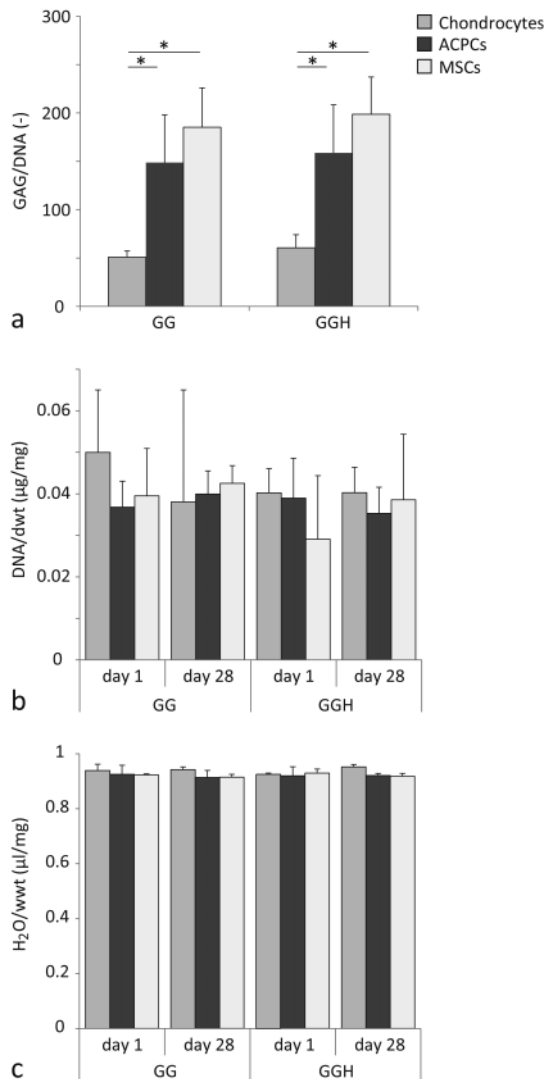 300
Chondrocytes
ACPCs
MSCs
*
*
*
*
200
GAG/DNA (-)
100
0
GG
GGH
a
0.06
DNA/dwt (µg/mg)
0.04
0.02
0
day 1
day 28
day 1
day 28
GG
GGH
b
1
0.8
H₂O/wwt (µl/mg)
0.6
0.4
0.2
0
day 1
day 28
day 1
day 28
GG
GGH
c